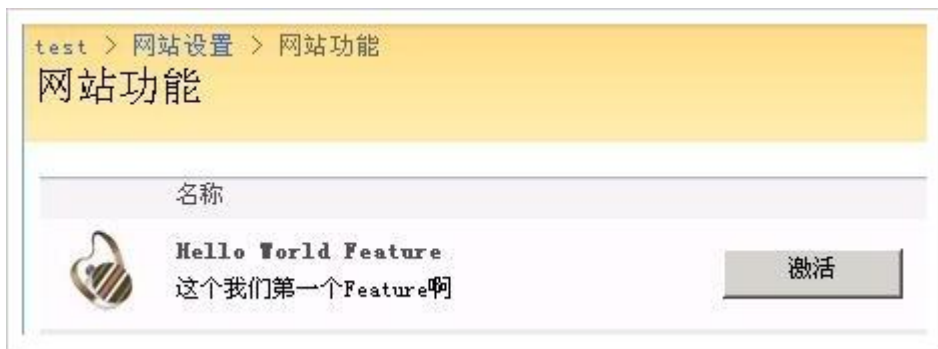 test > 网站设置 > 网站功能
网站功能
名称
Hello World Feature
激活
这个我们第一个Feature啊